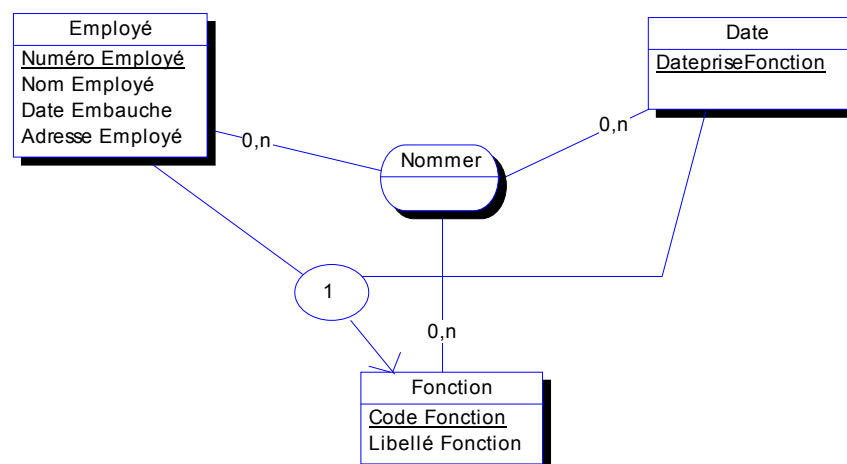 Employé
Numéro Employé
Nom Employé
Date Embauche
Adresse Employé
Date
DatepriseFonction
0,n
0,n
Nommer
1
0,n
Fonction
Code Fonction
Libellé Fonction